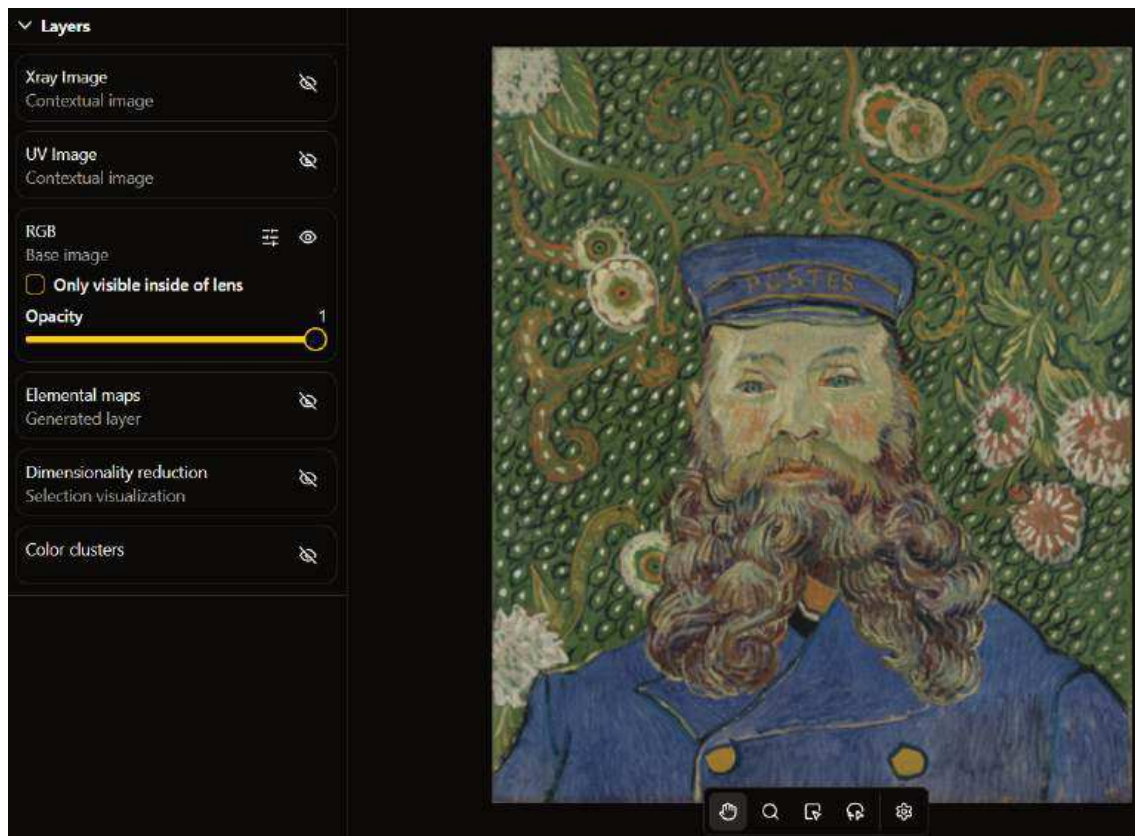 Layers
Xray Image
Contextual image
UV Image
Contextual image
RGB
Base image
Only visible inside of lens
Opacity 1
Elemental maps
Generated layer
Dimensionality reduction
Selection visualization
Color clusters
POSTES